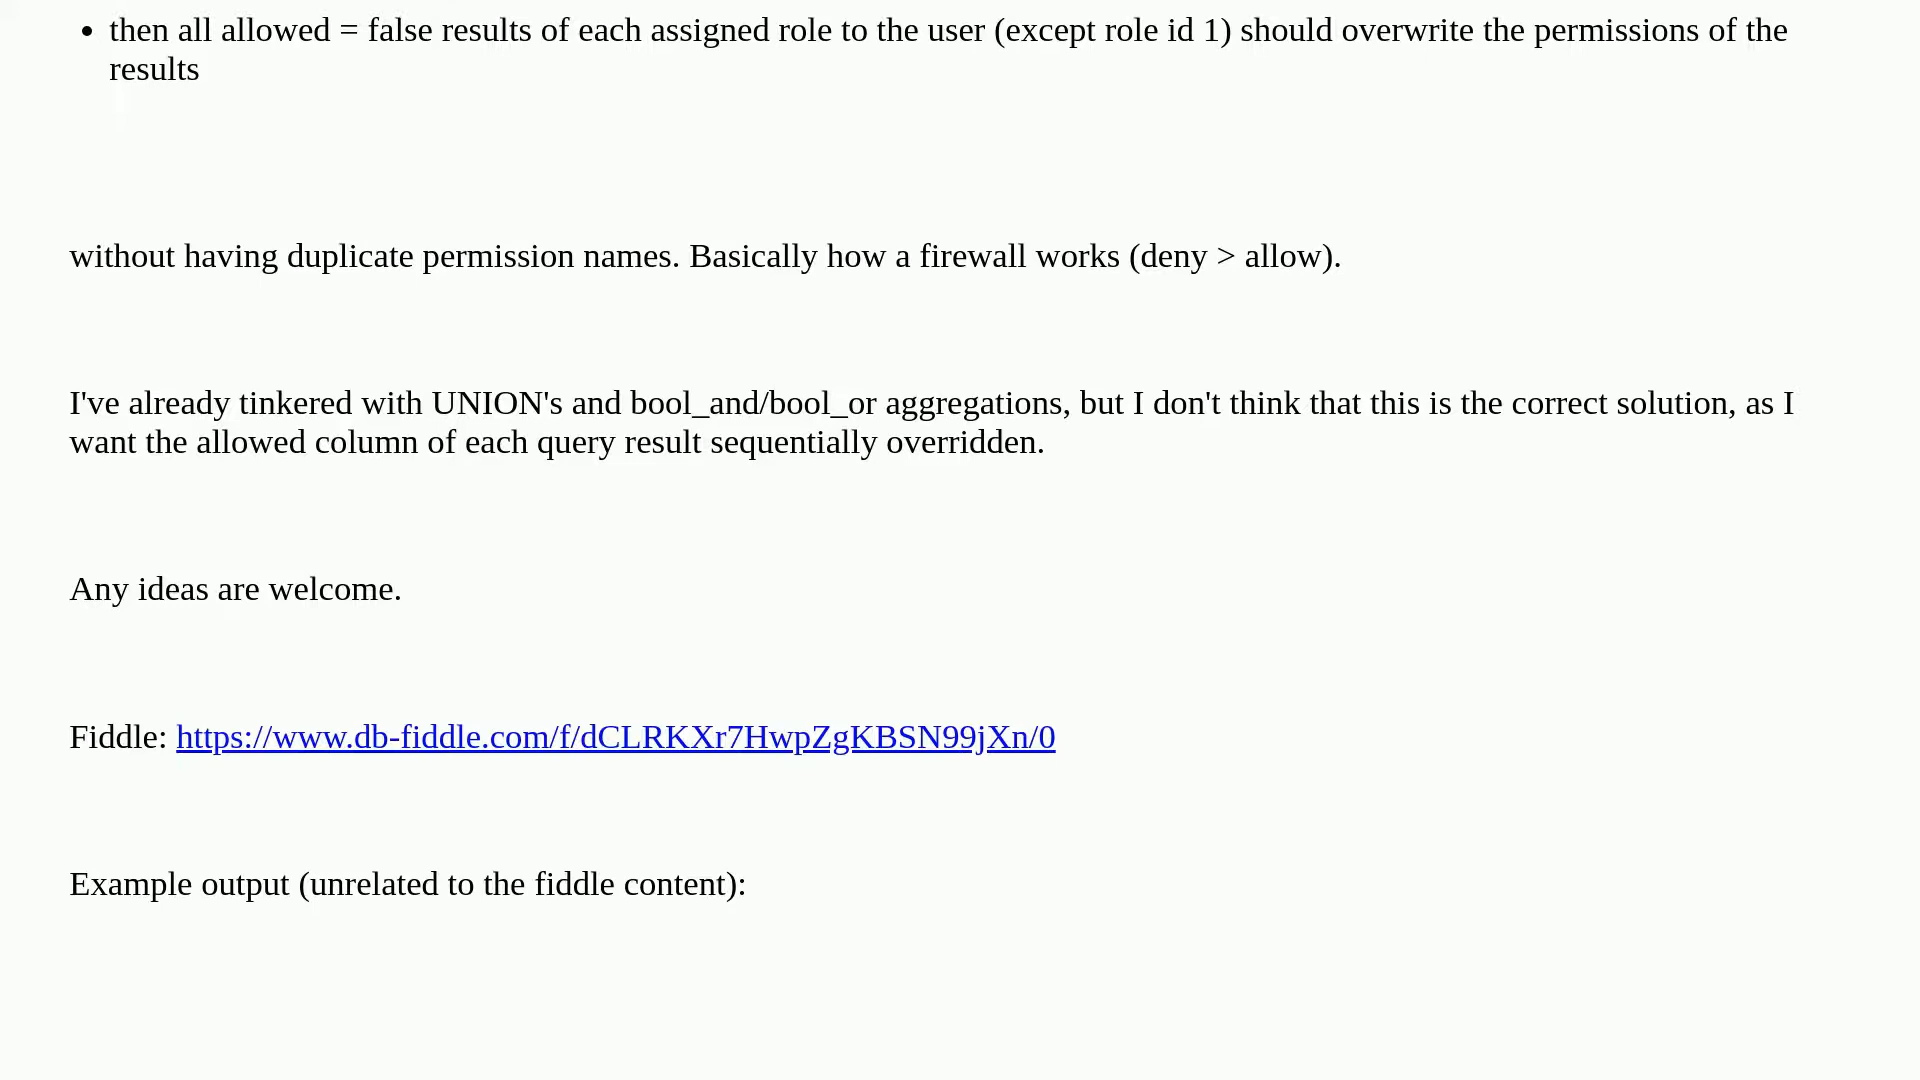 • then all allowed = false results of each assigned role to the user (except role id 1) should overwrite the permissions of the
results
without having duplicate permission names. Basically how a firewall works (deny > allow).
I've already tinkered with UNION's and bool_and/bool_or aggregations, but I don't think that this is the correct solution, as I
want the allowed column of each query result sequentially overridden.
Any ideas are welcome.
Fiddle: https://www.db-fiddle.com/f/dCLRKXr7HwpZgKBSN99jXn/0
Example output (unrelated to the fiddle content):